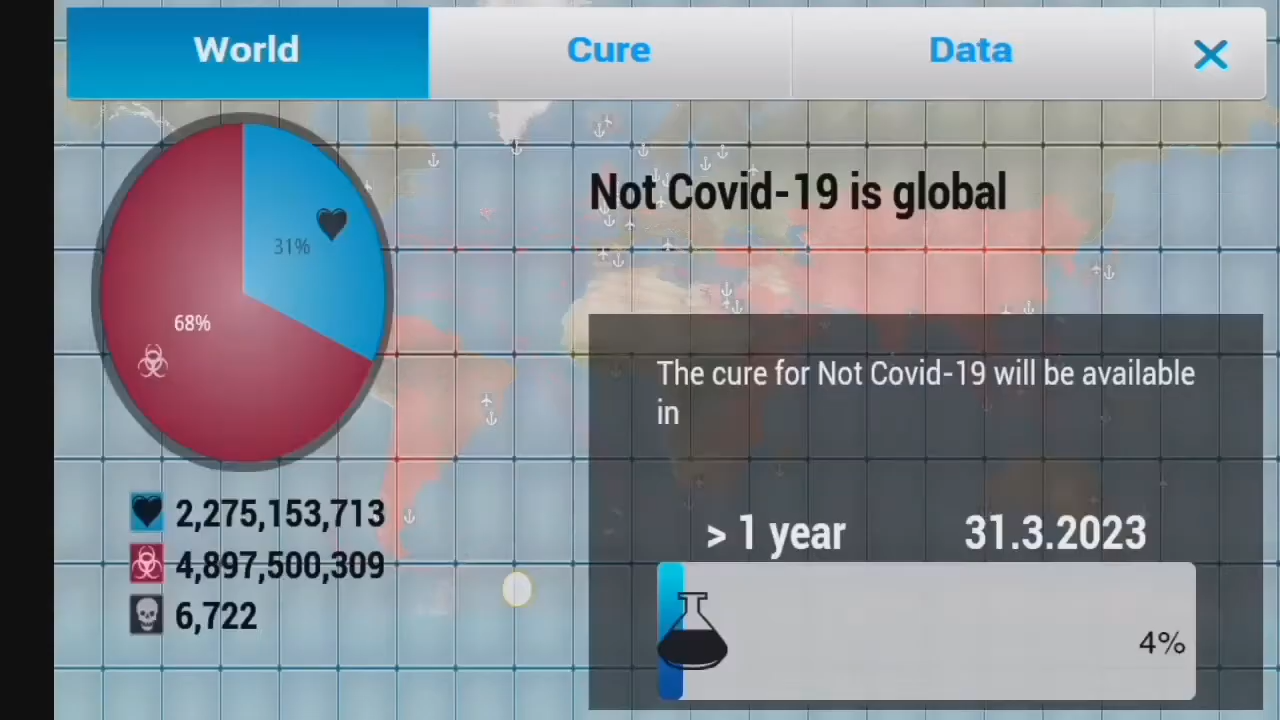 World
Cure
Data
Not Covid-19 is global
31%
68%
The cure for Not Covid-19 will be available
in
2,275,153,713
4,897,500,309
6,722
> 1 year
31.3.2023
4%